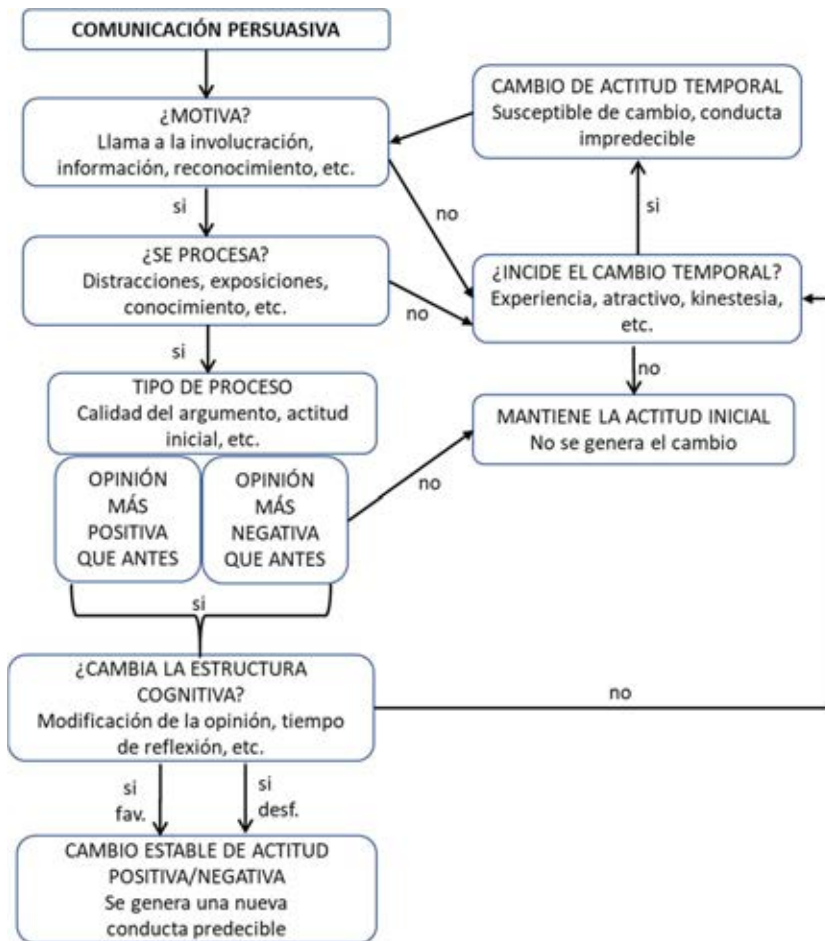 COMUNICACIÓN PERSUASIVA
¿MOTIVA?
Llama a la involucración,
información, reconocimiento, etc.
si
no
¿SE PROCESA?
Distracciones, exposiciones,
conocimiento, etc.
no
si
TIPO DE PROCESO
Calidad del argumento, actitud
inicial, etc.
OPINIÓN
MÁS
POSITIVA
QUE ANTES
OPINIÓN
MÁS
NEGATIVA
QUE ANTES
no
si
¿CAMBIA LA ESTRUCTURA
COGNITIVA?
Modificación de la opinión, tiempo
de reflexión, etc.
no
si
fav.
si
desf.
CAMBIO ESTABLE DE ACTITUD
POSITIVA/NEGATIVA
Se genera una nueva
conducta predecible
CAMBIO DE ACTITUD TEMPORAL
Susceptible de cambio, conducta
impredecible
si
¿INCIDE EL CAMBIO TEMPORAL?
Experiencia, atractivo, kinestesia,
etc.
no
MANTIENE LA ACTITUD INICIAL
No se genera el cambio